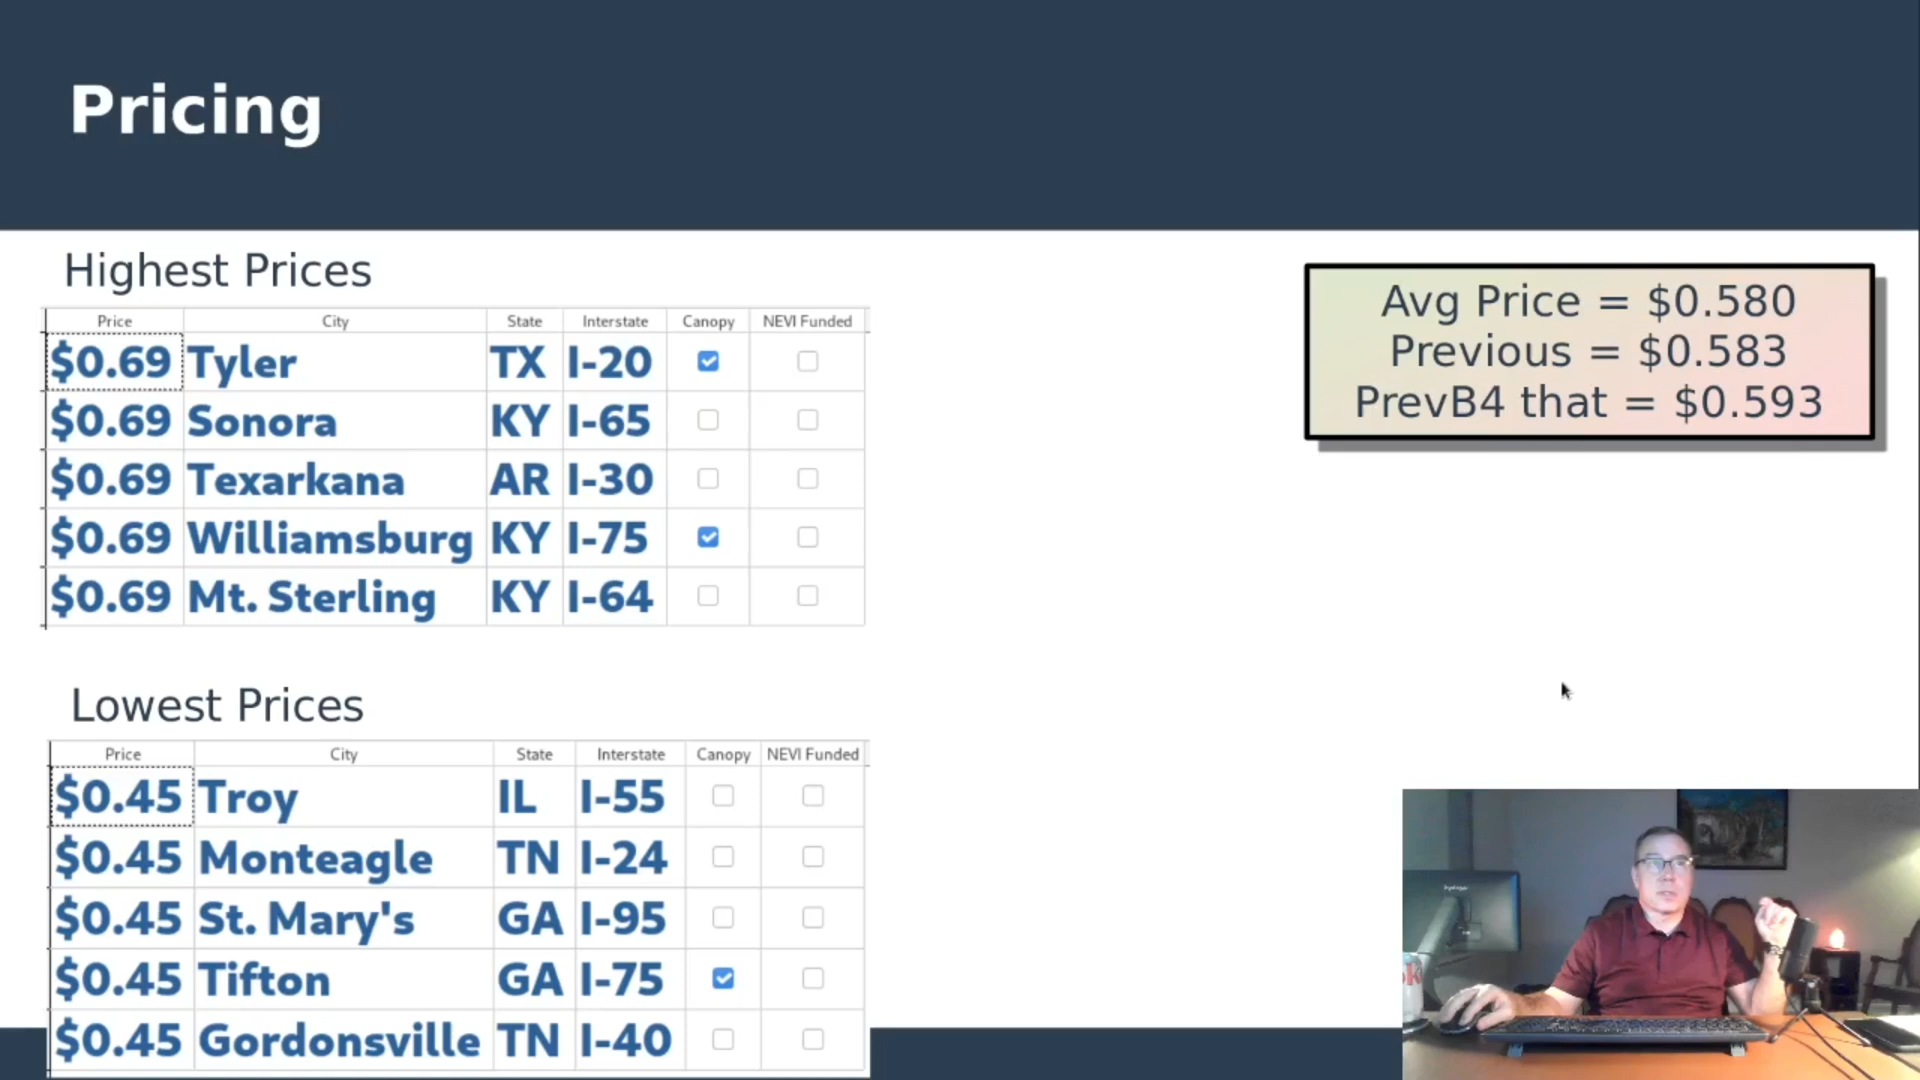 Pricing
Highest Prices
Price City State Interstate Canopy NEVI Funded
$0.69 Tyler TX I-20
$0.69 Sonora KY I-65
$0.69 Texarkana AR I-30
$0.69 Williamsburg KY I-75
$0.69 Mt. Sterling KY I-64
Avg Price = $0.580
Previous = $0.583
PrevB4 that = $0.593
Lowest Prices
Price City State Interstate Canopy NEVI Funded
$0.45 Troy IL I-55
$0.45 Monteagle TN I-24
$0.45 St. Mary's GA I-95
$0.45 Tifton GA I-75
$0.45 Gordonsville TN I-40